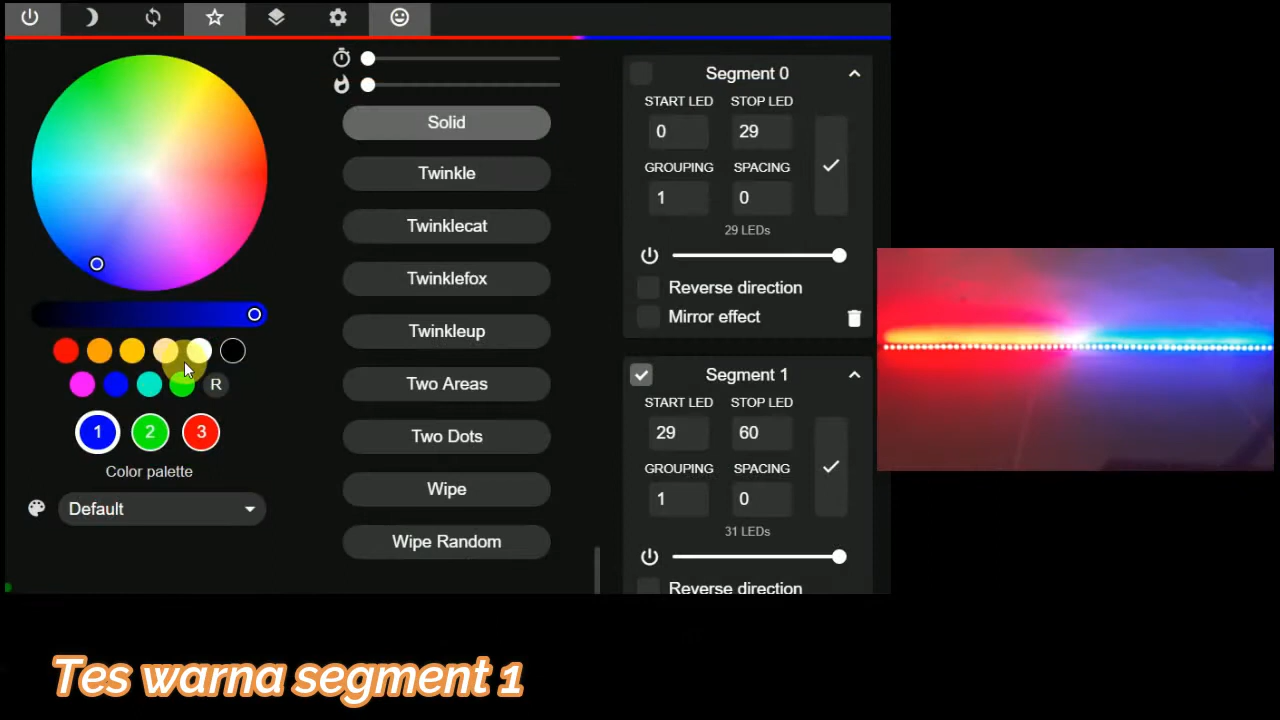 Solid
Twinkle
Twinklecat
Twinklefox
Twinkleup
Two Areas
Two Dots
Wipe
Wipe Random
R
1 2 3
Color palette
Default
Segment 0
START LED STOP LED
0 29
GROUPING SPACING
1 0
29 LEDs
Reverse direction
Mirror effect
Segment 1
START LED STOP LED
29 60
GROUPING SPACING
1 0
31 LEDs
Reverse direction
Tes warna segment 1